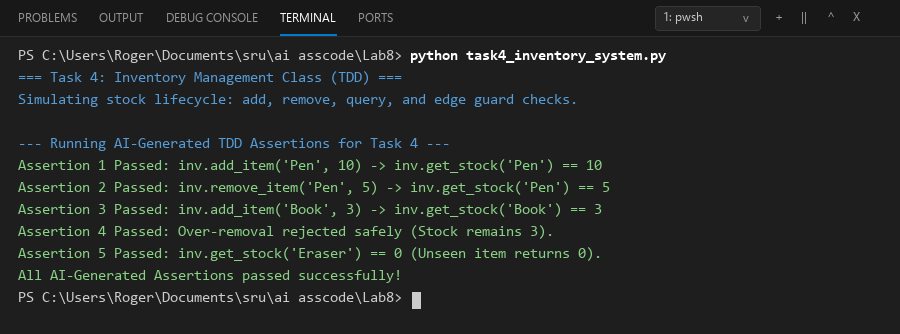 PROBLEMS OUTPUT DEBUG CONSOLE TERMINAL PORTS 1: pwsh v + || ^ X
PS C:\Users\Roger\Documents\sru\ai asscode\Lab8> python task4_inventory_system.py
=== Task 4: Inventory Management Class (TDD) ===
Simulating stock lifecycle: add, remove, query, and edge guard checks.
--- Running AI-Generated TDD Assertions for Task 4 ---
Assertion 1 Passed: inv.add_item('Pen', 10) -> inv.get_stock('Pen') == 10
Assertion 2 Passed: inv.remove_item('Pen', 5) -> inv.get_stock('Pen') == 5
Assertion 3 Passed: inv.add_item('Book', 3) -> inv.get_stock('Book') == 3
Assertion 4 Passed: Over-removal rejected safely (Stock remains 3).
Assertion 5 Passed: inv.get_stock('Eraser') == 0 (Unseen item returns 0).
All AI-Generated Assertions passed successfully!
PS C:\Users\Roger\Documents\sru\ai asscode\Lab8>